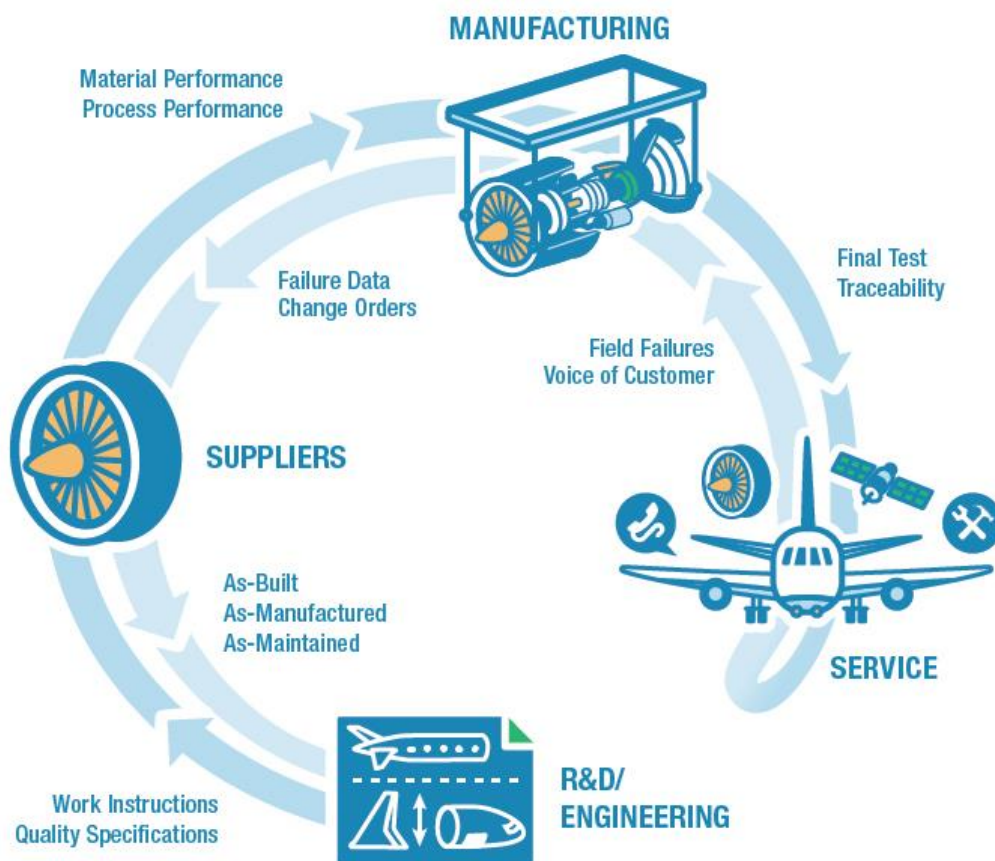 MANUFACTURING
Material Performance
Process Performance
Final Test
Traceability
Failure Data
Change Orders
Field Failures
Voice of Customer
SUPPLIERS
As-Built
As-Manufactured
As-Maintained
SERVICE
R&D/
ENGINEERING
Work Instructions
Quality Specifications